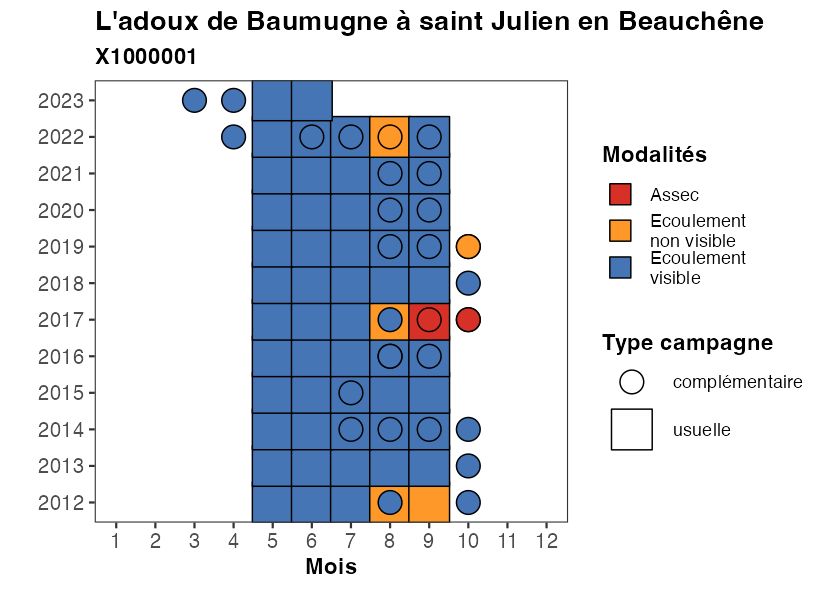 L'adoux de Baumugne à saint Julien en Beauchêne
X1000001
2023
2022
2021
2020
2019
2018
2017
2016
2015
2014
2013
2012
1 2 3 4 5 6 7 8 9 10 11 12
Mois
Modalités
Assec
Ecoulement
non visible
Ecoulement
visible
Type campagne
complémentaire
usuelle